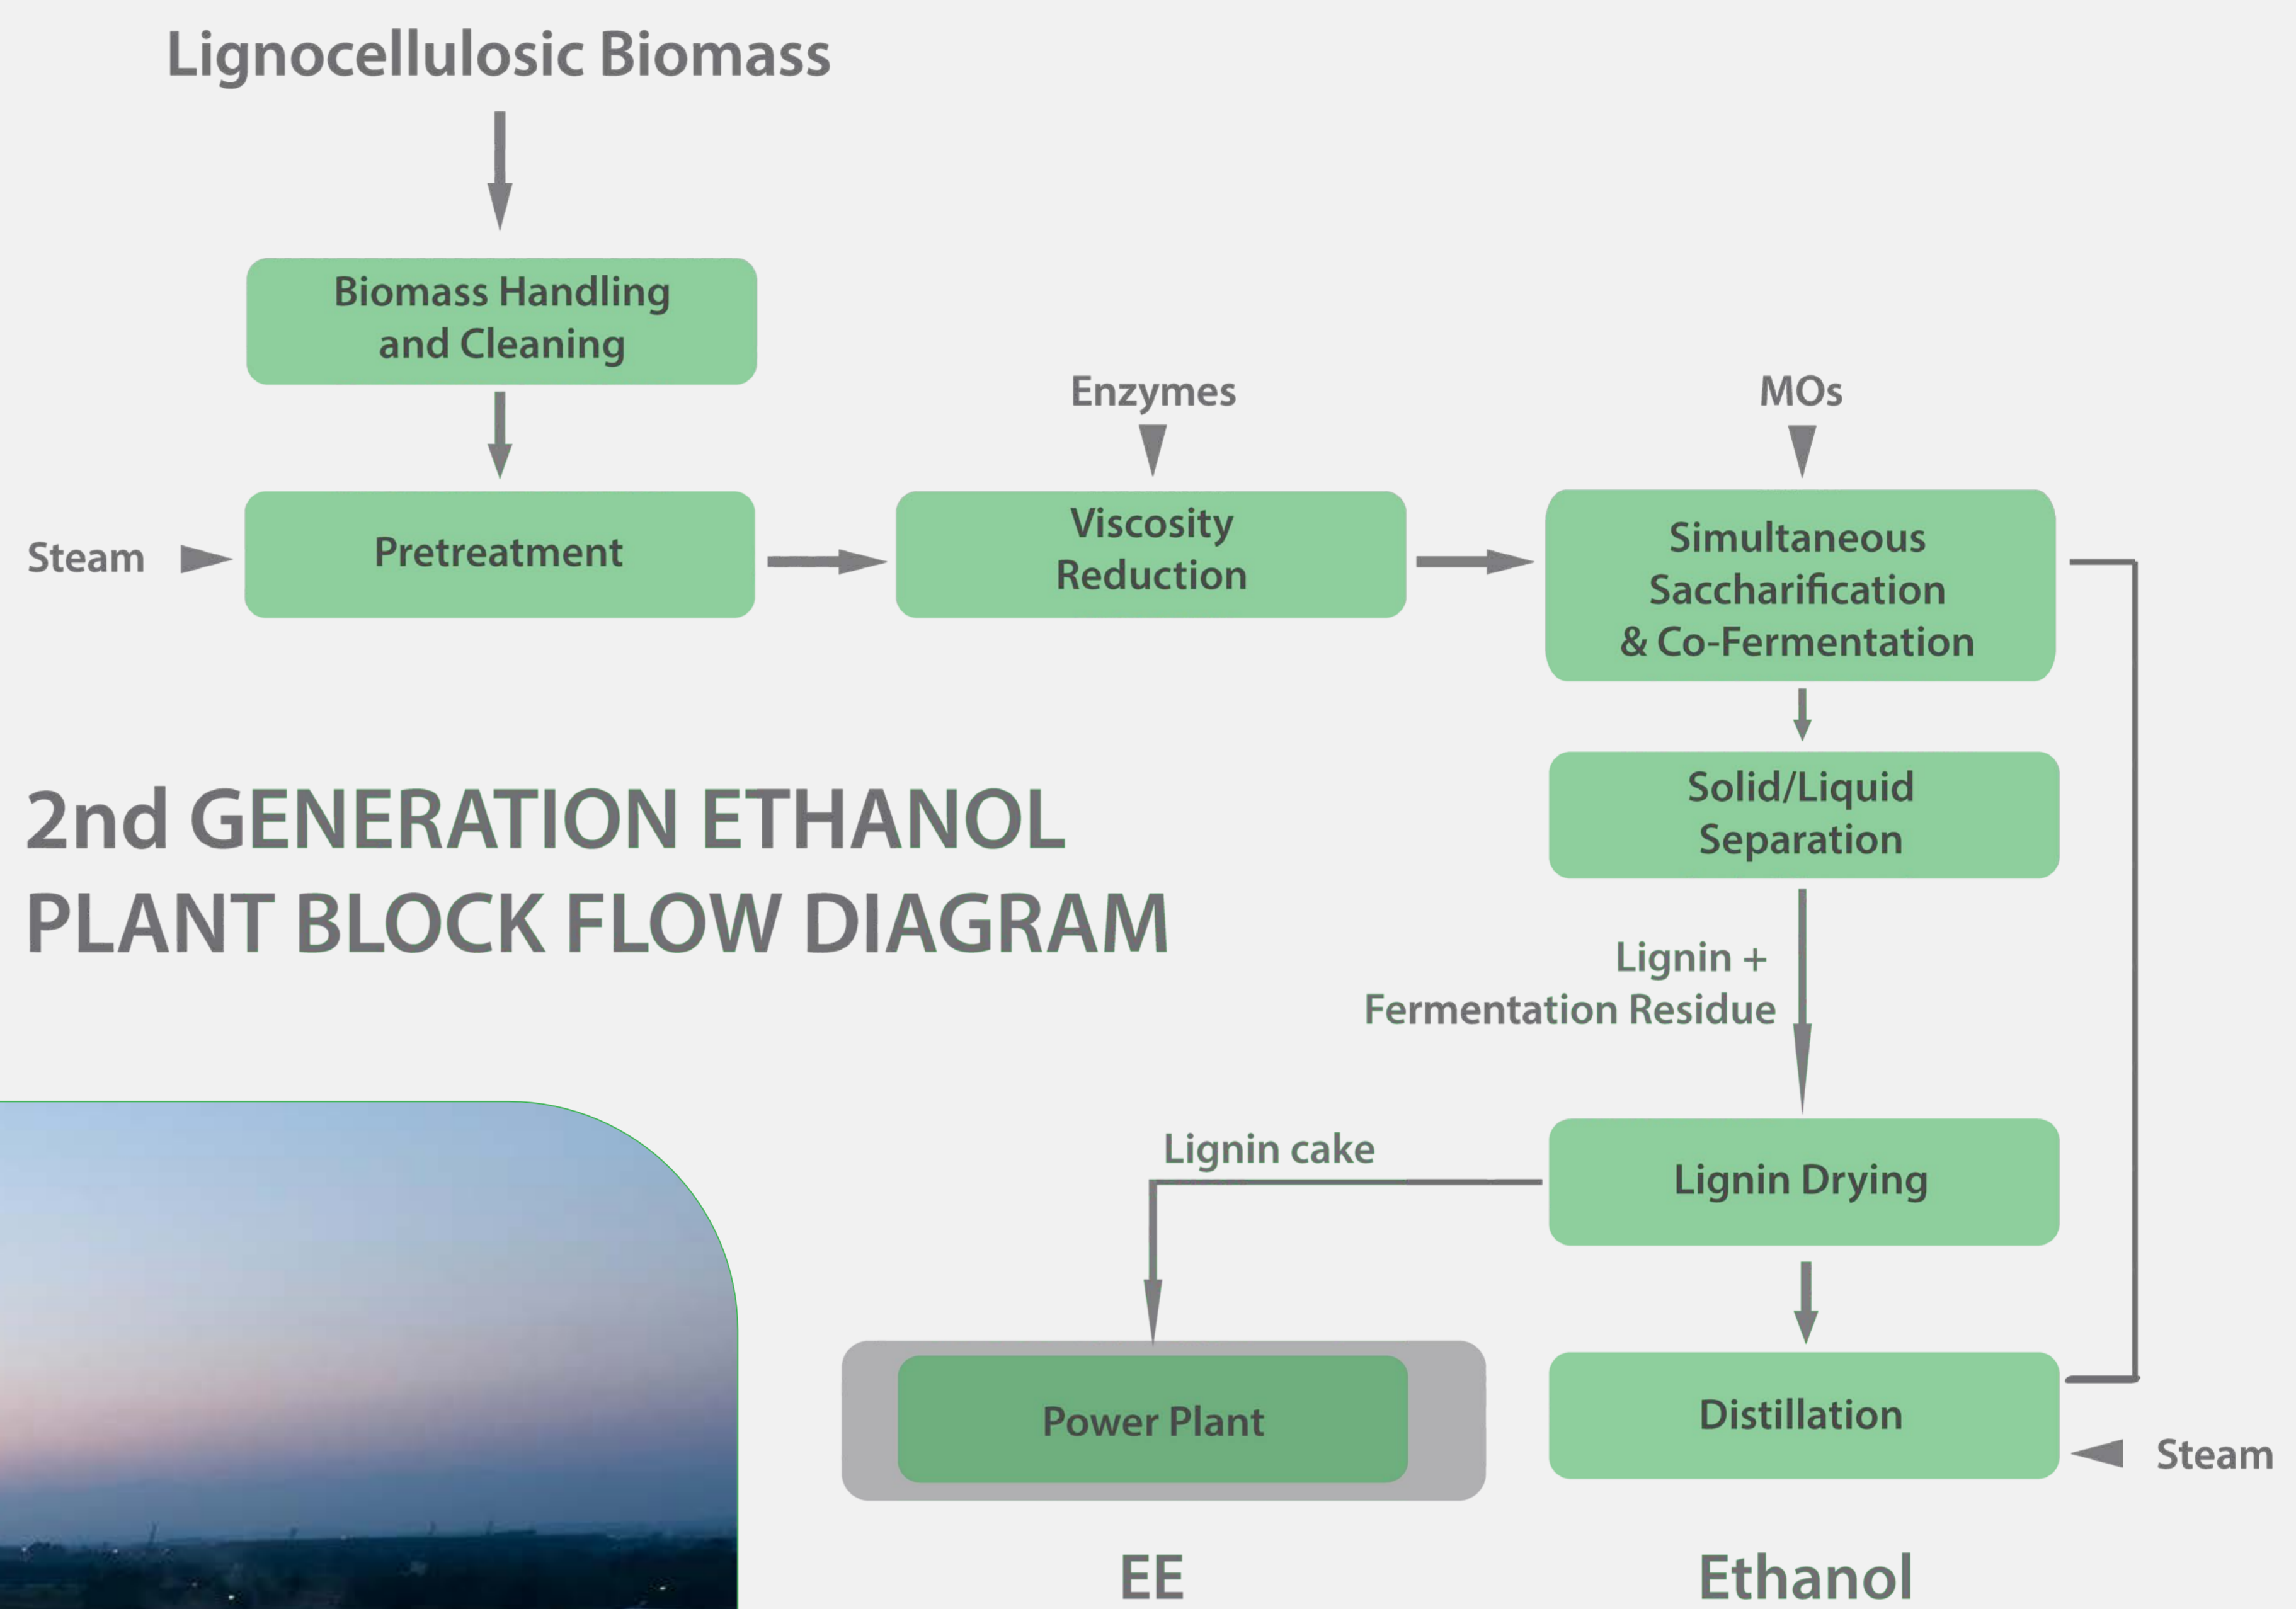 Lignocellulosic Biomass
Biomass Handling
and Cleaning
Enzymes
MOs
Steam
Pretreatment
Viscosity
Reduction
Simultaneous
Saccharification
& Co-Fermentation
2nd GENERATION ETHANOL
PLANT BLOCK FLOW DIAGRAM
Solid/Liquid
Separation
Lignin +
Fermentation Residue
Lignin cake
Lignin Drying
Power Plant
Distillation
Steam
EE
Ethanol